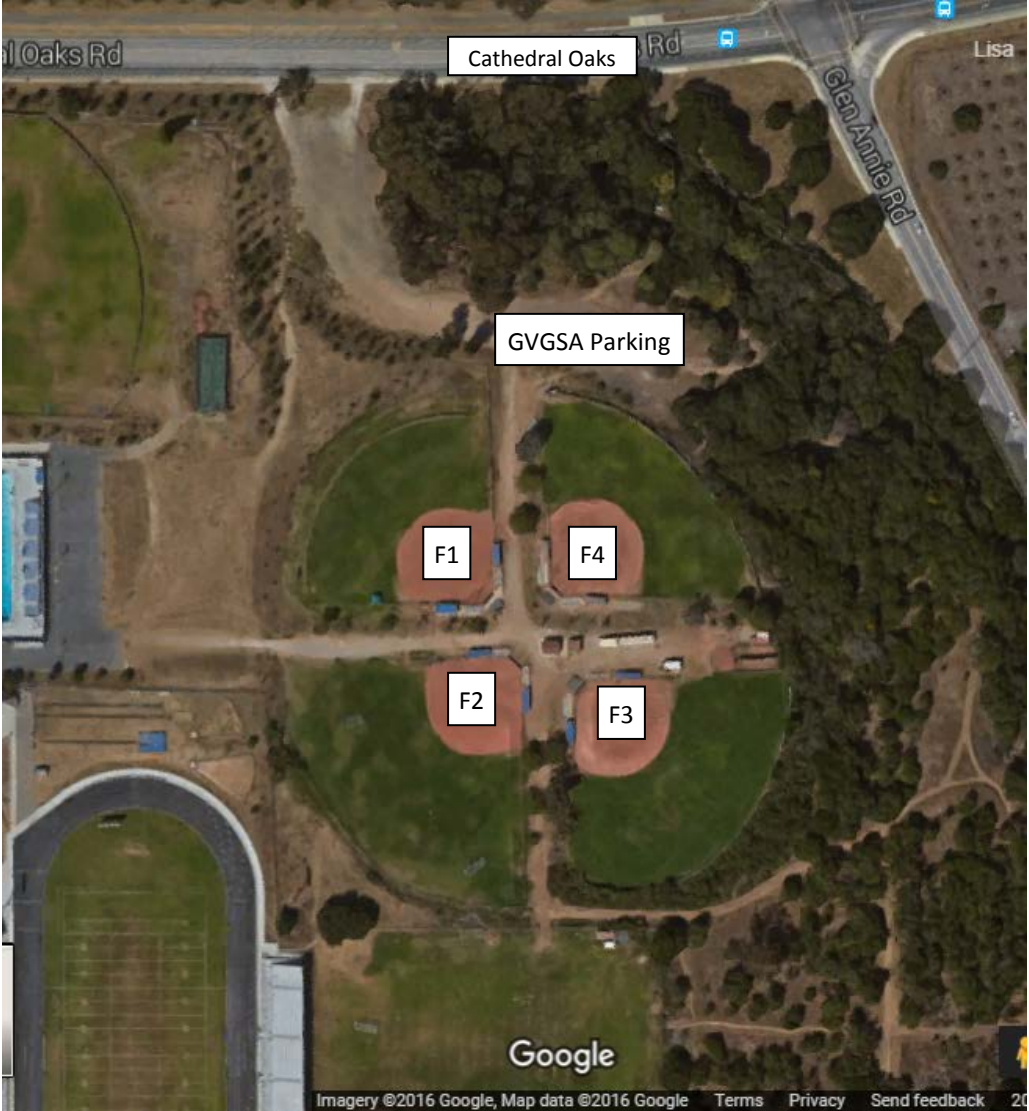 al Oaks Rd
Cathedral Oaks
Rd
Lisa
Glen Annie Rd
GVGSA Parking
F1
F4
F2
F3
Google
Imagery ©2016 Google, Map data ©2016 Google Terms Privacy Send feedback 20